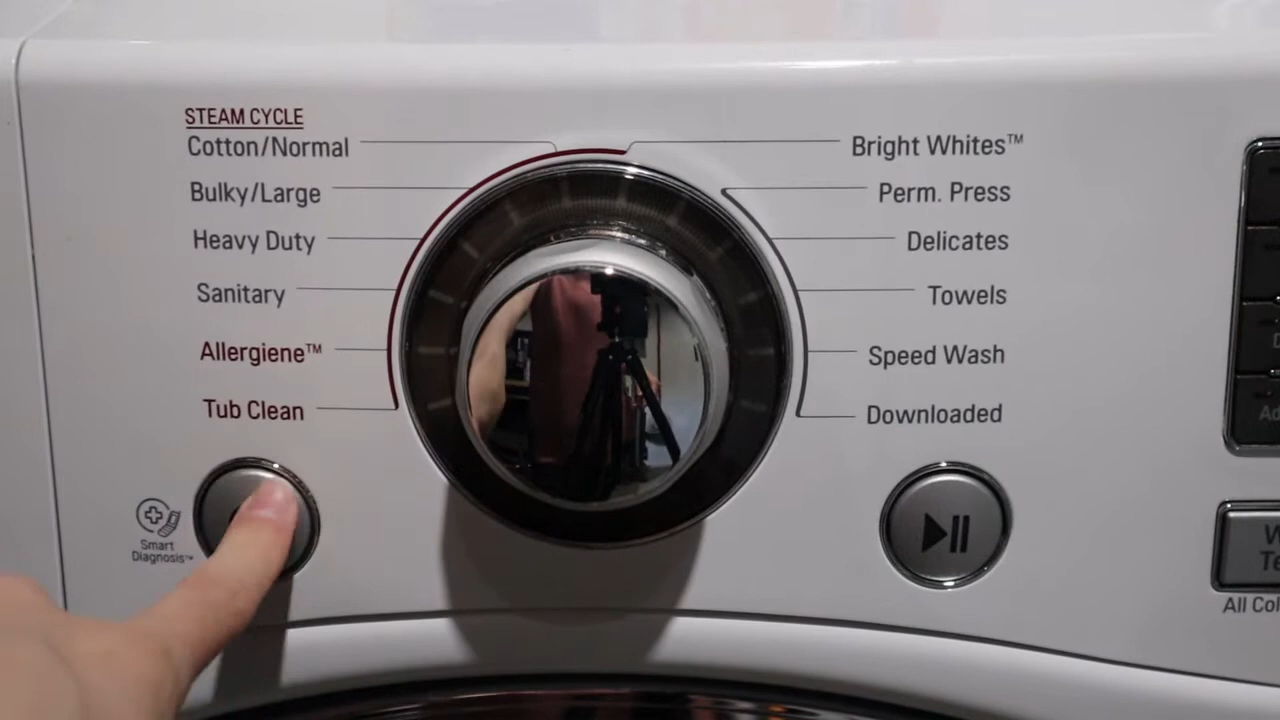 STEAM CYCLE
Cotton/Normal
Bulky/Large
Heavy Duty
Sanitary
Allergiene™
Tub Clean
Bright Whites™
Perm. Press
Delicates
Towels
Speed Wash
Downloaded
Smart
Diagnosis™
All